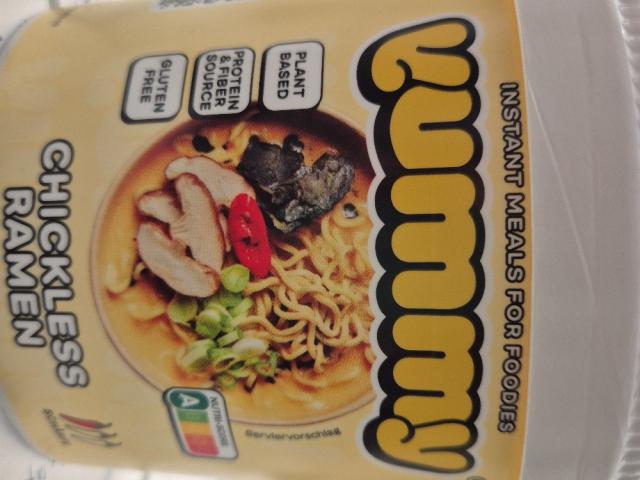 INSTANT MEALS FOR FOODIES
yummy
PLANT
BASED
PROTEIN
& FIBER
SOURCE
GLUTEN
FREE
Serviervorschlag
NUTRI-SCORE
A
CHICKLESS
RAMEN